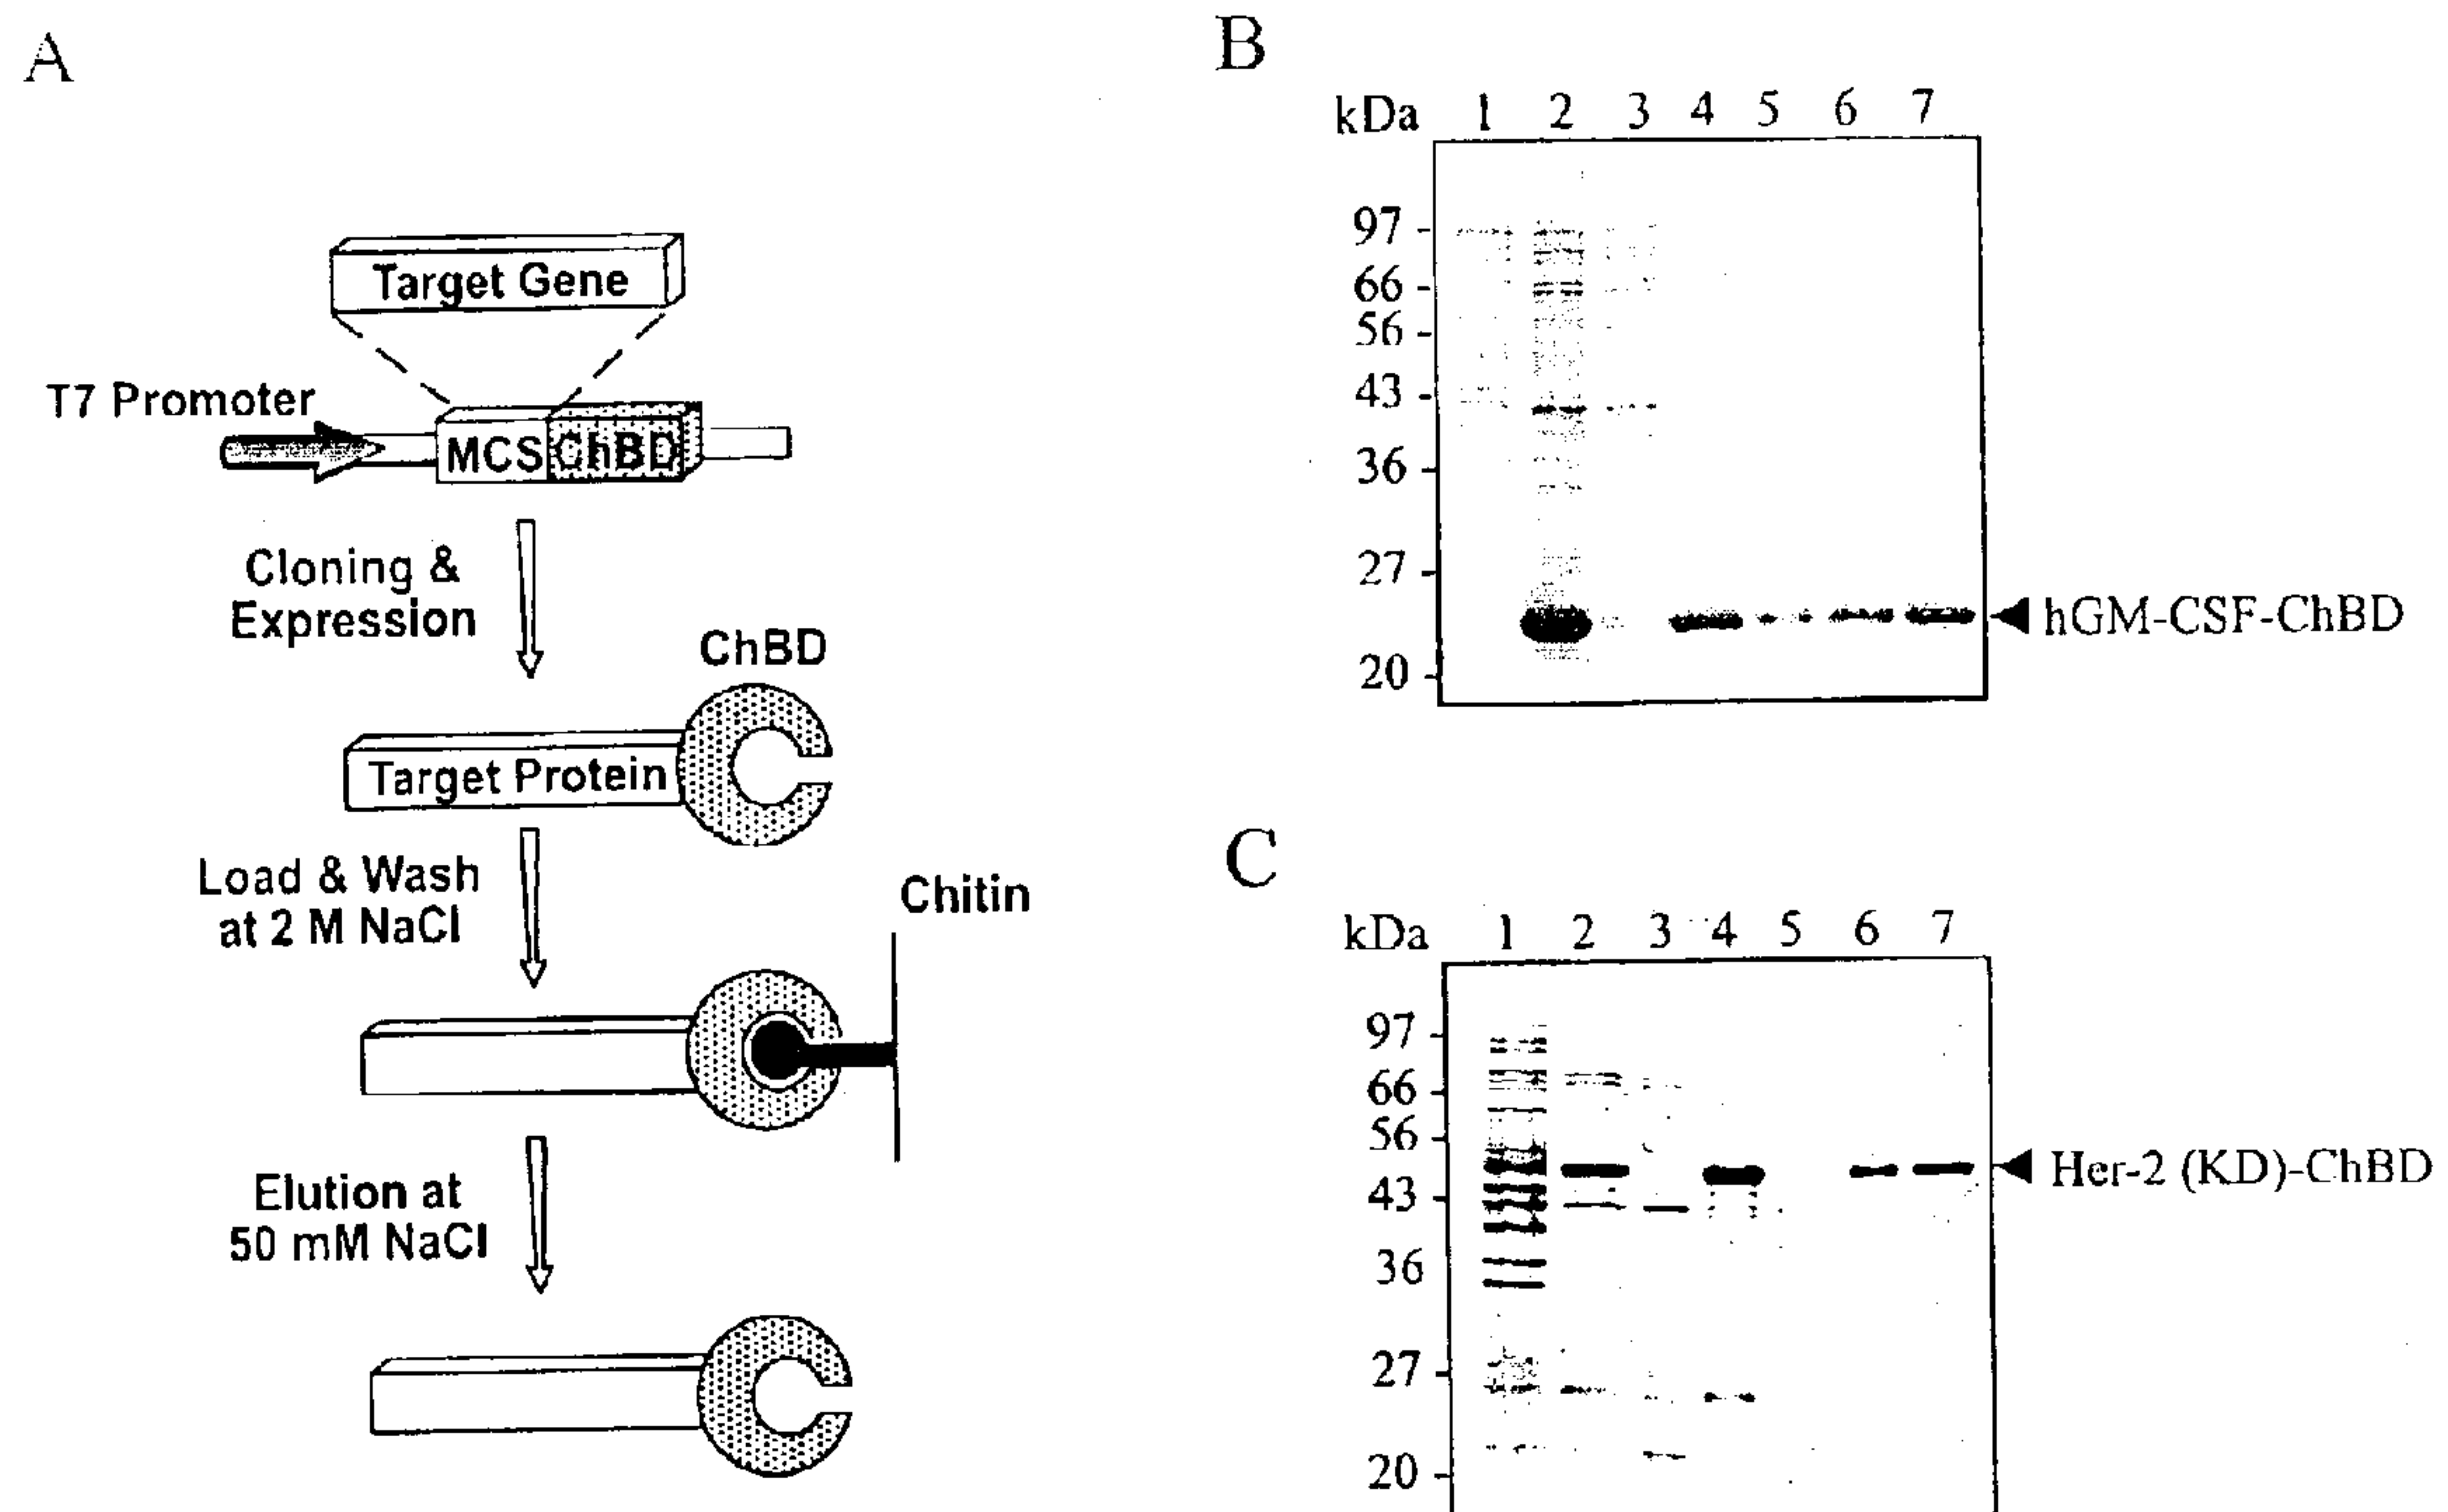 A
Target Gene
T7 Promoter
MCS ChBD
Cloning &
Expression
ChBD
Target Protein
Load & Wash
at 2 M NaCl
Chitin
Elution at
50 mM NaCl
B
kDa 1 2 3 4 5 6 7
97 -
66 -
56 -
43 -
36 -
27 -
hGM-CSF-ChBD
20 -
C
kDa 1 2 3 4 5 6 7
97 -
66 -
56 -
Her-2 (KD)-ChBD
43 -
36
27 -
20 -